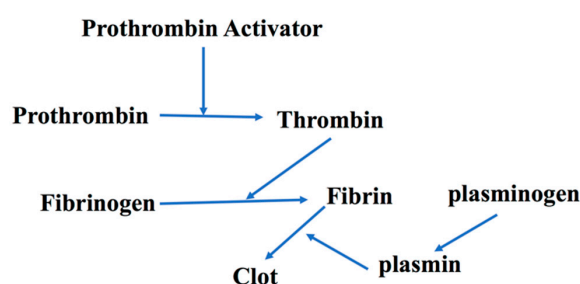 Prothrombin Activator
Prothrombin
Thrombin
Fibrinogen
Fibrin
plasminogen
plasmin
Clot